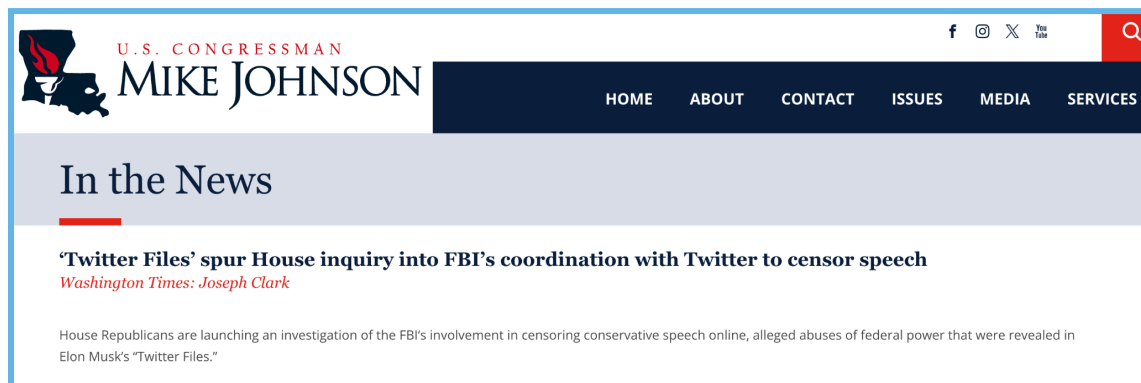 U.S. CONGRESSMAN
MIKE JOHNSON
You
Tube
HOME ABOUT CONTACT ISSUES MEDIA SERVICES
In the News
‘Twitter Files’ spur House inquiry into FBI’s coordination with Twitter to censor speech
Washington Times: Joseph Clark
House Republicans are launching an investigation of the FBI’s involvement in censoring conservative speech online, alleged abuses of federal power that were revealed in
Elon Musk’s “Twitter Files.”